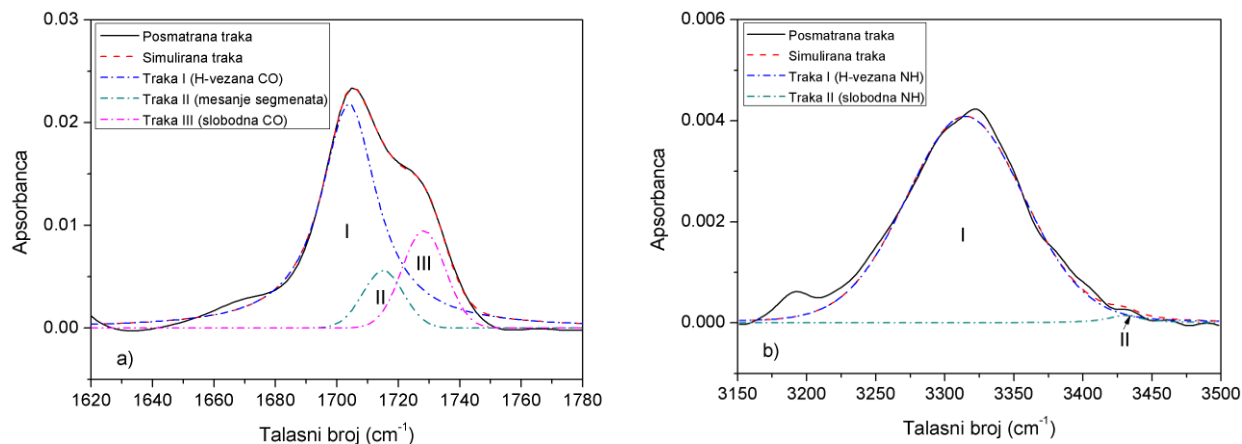 0.03
0.02
0.01
0.00
Apsorbanca
Posmatrana traka
Simulirana traka
Traka I (H-vezana CO)
Traka II (mesanje segmenata)
Traka III (slobodna CO)
I
II
III
a)
1620 1640 1660 1680 1700 1720 1740 1760 1780
Talasni broj (cm⁻¹)
0.006
0.004
0.002
0.000
Apsorbanca
Posmatrana traka
Simulirana traka
Traka I (H-vezana NH)
Traka II (slobodna NH)
I
II
b)
3150 3200 3250 3300 3350 3400 3450 3500
Talasni broj (cm⁻¹)